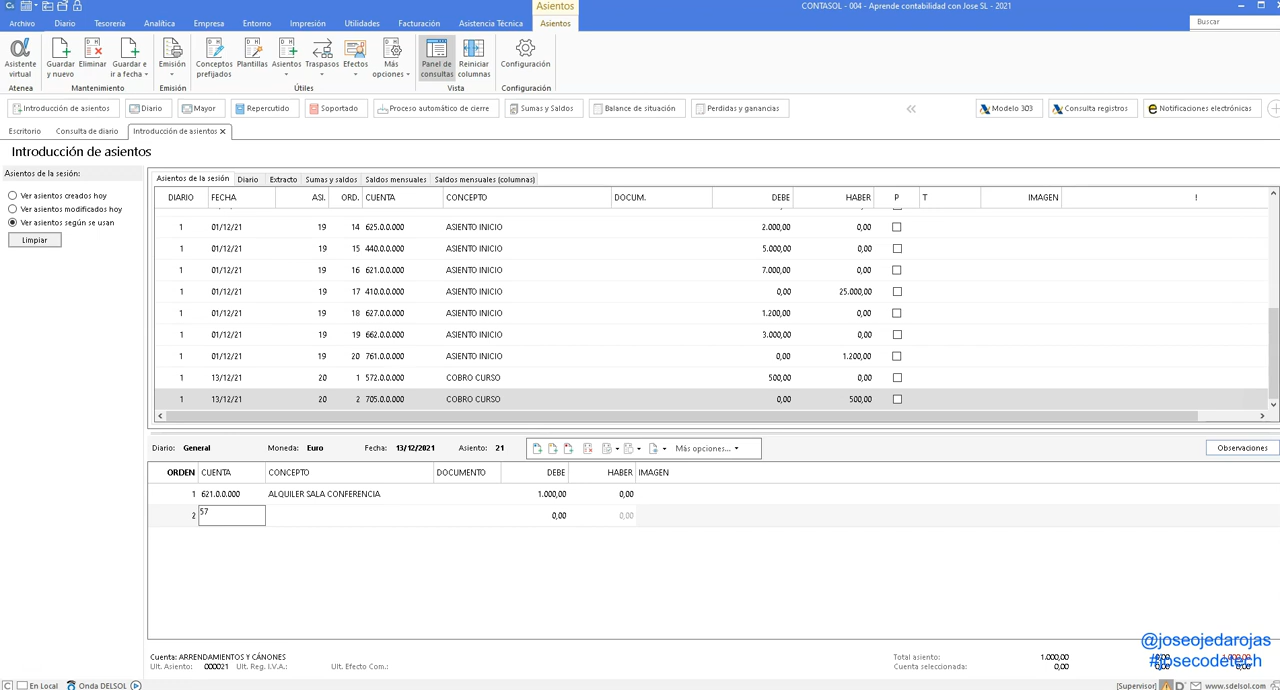 Asientos
CONTASOL - 004 - Aprende contabilidad con Jose SL - 2021
Archivo Diario Tesorería Analítica Empresa Entorno Impresión Utilidades Facturación Asistencia Técnica Asientos
Buscar
Asistente virtual
Guardar y nuevo
Eliminar
Guardar e ir a fecha
Emisión
Conceptos prefijados
Plantillas
Asientos
Traspasos
Efectos
Más opciones
Panel de consultas
Reiniciar columnas
Configuración
Atenea Mantenimiento Emisión Útiles Vista Configuración
Introducción de asientos Diario Mayor Repercutido Soportado Proceso automático de cierre Sumas y Saldos Balance de situación Perdidas y ganancias Modelo 303 Consulta registros Notificaciones electrónicas
Escritorio Consulta de diario Introducción de asientos
Introducción de asientos
Asientos de la sesión:
Ver asientos creados hoy
Ver asientos modificados hoy
Ver asientos según se usan
Limpiar
Asientos de la sesión Diario Extracto Sumas y saldos Saldos mensuales Saldos mensuales (columnas)
DIARIO FECHA ASI. ORD. CUENTA CONCEPTO DOCUM. DEBE HABER P T IMAGEN !
1 01/12/21 19 14 625.0.0.000 ASIENTO INICIO 2.000,00 0,00
1 01/12/21 19 15 440.0.0.000 ASIENTO INICIO 5.000,00 0,00
1 01/12/21 19 16 621.0.0.000 ASIENTO INICIO 7.000,00 0,00
1 01/12/21 19 17 410.0.0.000 ASIENTO INICIO 0,00 25.000,00
1 01/12/21 19 18 627.0.0.000 ASIENTO INICIO 1.200,00 0,00
1 01/12/21 19 19 662.0.0.000 ASIENTO INICIO 3.000,00 0,00
1 01/12/21 19 20 761.0.0.000 ASIENTO INICIO 0,00 1.200,00
1 13/12/21 20 1 572.0.0.000 COBRO CURSO 500,00 0,00
1 13/12/21 20 2 705.0.0.000 COBRO CURSO 0,00 500,00
Diario: General Moneda: Euro Fecha: 13/12/2021 Asiento: 21 Más opciones... Observaciones
ORDEN CUENTA CONCEPTO DOCUMENTO DEBE HABER IMAGEN
1 621.0.0.000 ALQUILER SALA CONFERENCIA 1.000,00 0,00
2 57 0,00 0,00
@joseojedarojas
Cuenta: ARRENDAMIENTOS Y CÁNONES Total asiento: 1.000,00
Ult. Asiento: 000021 Ult. Reg. I.V.A.: Ult. Efecto Com.: Cuenta seleccionada: 0,00
#josecodetech
En Local Onda DELSOL [Supervisor] www.sdelsol.com